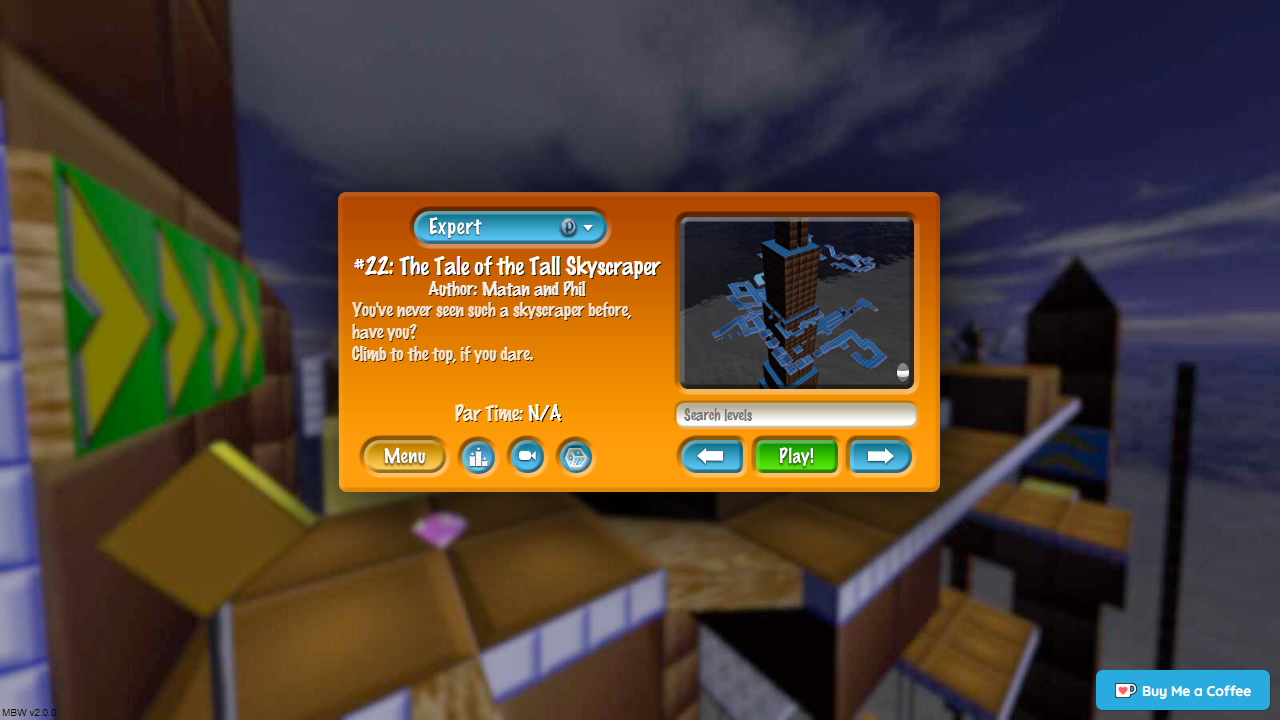 Expert
#22: The Tale of the Tall Skyscraper
Author: Matan and Phil
You've never seen such a skyscraper before,
have you?
Climb to the top, if you dare.
Par Time: N/A
Search levels
Menu
Play!
Buy Me a Coffee
MBW v2.0.0